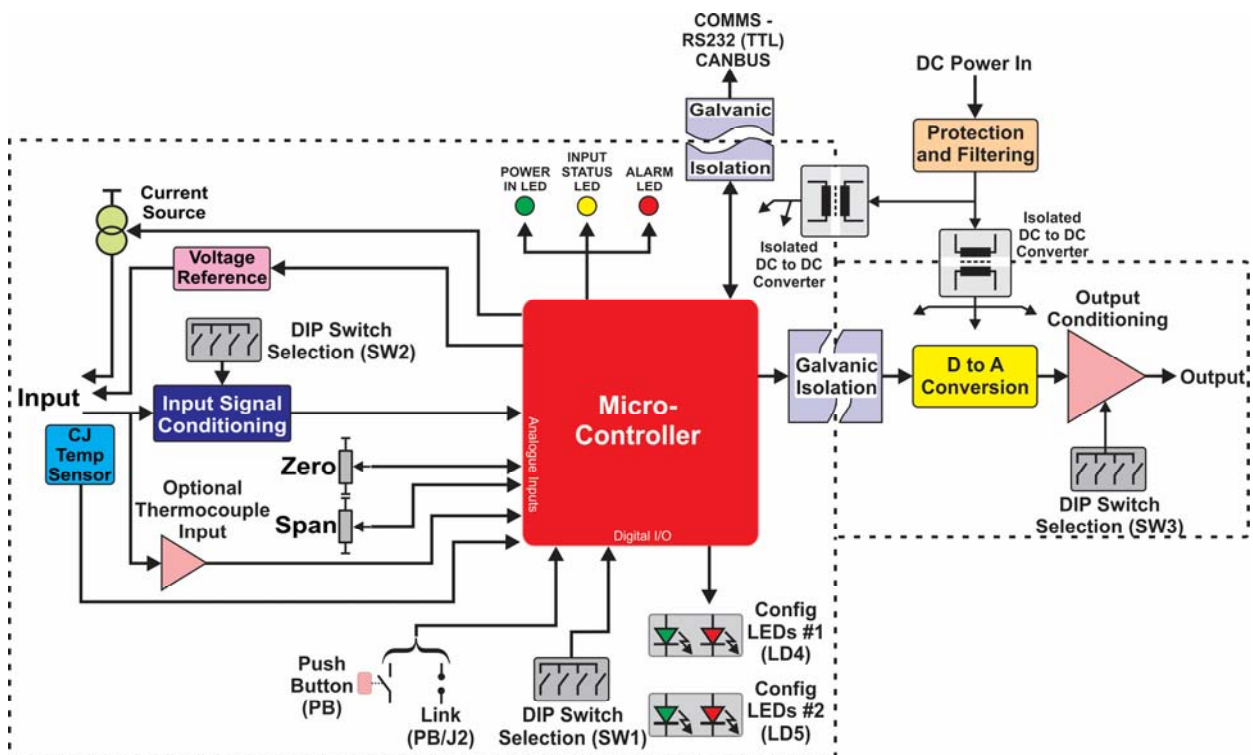 COMMS -
RS232 (TTL)
CANBUS
DC Power In
Galvanic
Isolation
Protection
and Filtering
POWER
IN LED
INPUT
STATUS
LED
ALARM
LED
Current
Source
Voltage
Reference
Isolated
DC to DC
Converter
Isolated
DC to DC
Converter
DIP Switch
Selection (SW2)
Output
Conditioning
Input
Input Signal
Conditioning
Micro-
Controller
Analogue Inputs
Digital I/O
Galvanic
Isolation
D to A
Conversion
Output
CJ
Temp
Sensor
Zero
Span
Optional
Thermocouple
Input
DIP Switch
Selection (SW3)
Push
Button
(PB)
Link
(PB/J2)
DIP Switch
Selection (SW1)
Config
LEDs #1
(LD4)
Config
LEDs #2
(LD5)